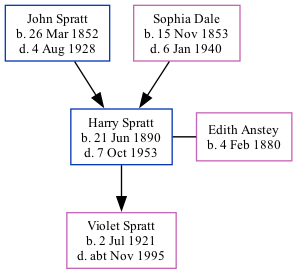 John Spratt
b. 26 Mar 1852
d. 4 Aug 1928
Sophia Dale
b. 15 Nov 1853
d. 6 Jan 1940
Harry Spratt
b. 21 Jun 1890
d. 7 Oct 1953
Edith Anstey
b. 4 Feb 1880
Violet Spratt
b. 2 Jul 1921
d. abt Nov 1995